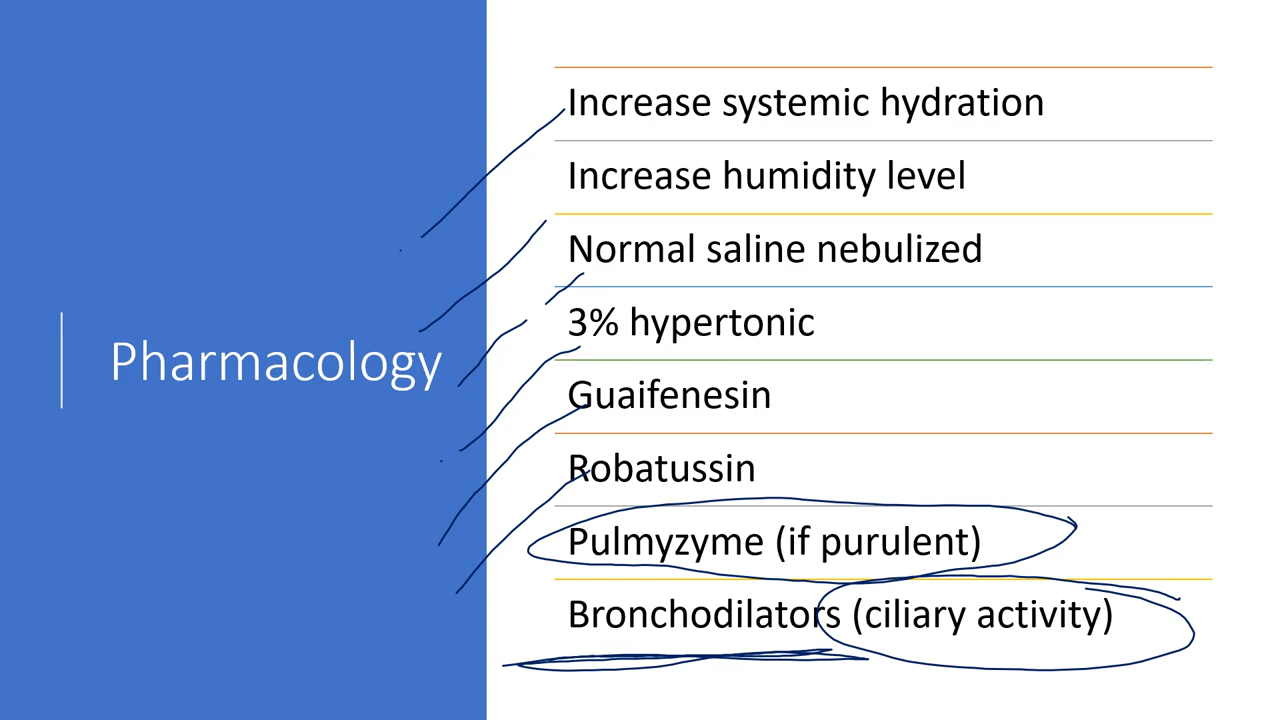 Pharmacology
Increase systemic hydration
Increase humidity level
Normal saline nebulized
3% hypertonic
Guaifenesin
Robatussin
Pulmyzyme (if purulent)
Bronchodilators (ciliary activity)